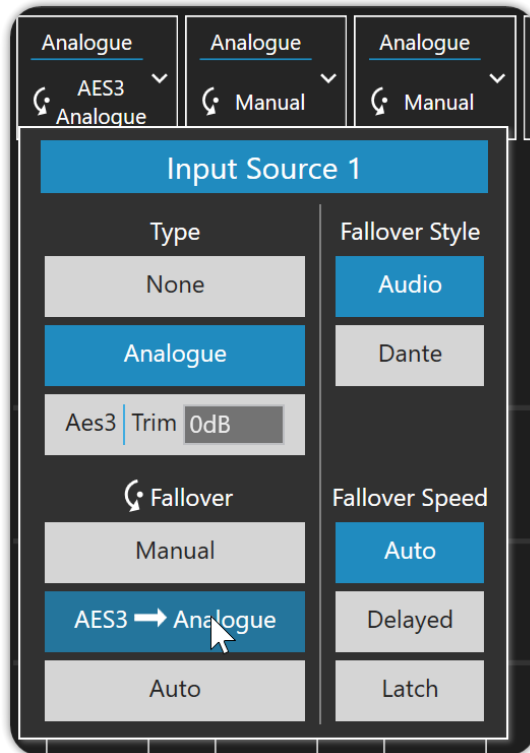 Analogue
AES3
Analogue
Analogue
Manual
Analogue
Manual
Input Source 1
Type
None
Analogue
Aes3 Trim 0dB
Fallover
Manual
AES3 ➞ Analogue
Auto
Fallover Style
Audio
Dante
Fallover Speed
Auto
Delayed
Latch